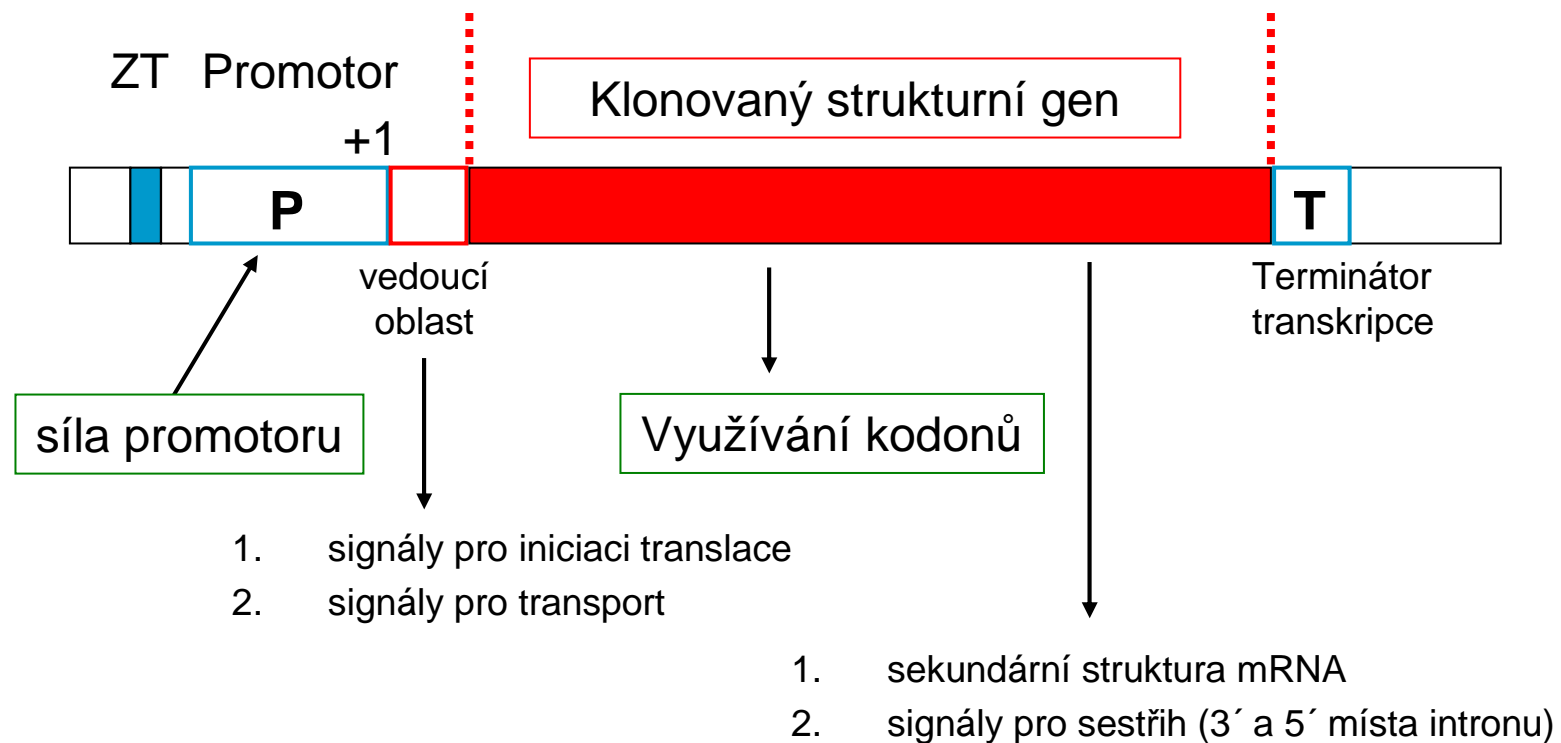 ZT Promotor
+1
Klonovaný strukturní gen
P
T
vedoucí
oblast
Terminátor
transkripce
síla promotoru
Využívání kodonů
1. signály pro iniciaci translace
2. signály pro transport
1. sekundární struktura mRNA
2. signály pro sestřih (3´ a 5´ místa intronu)